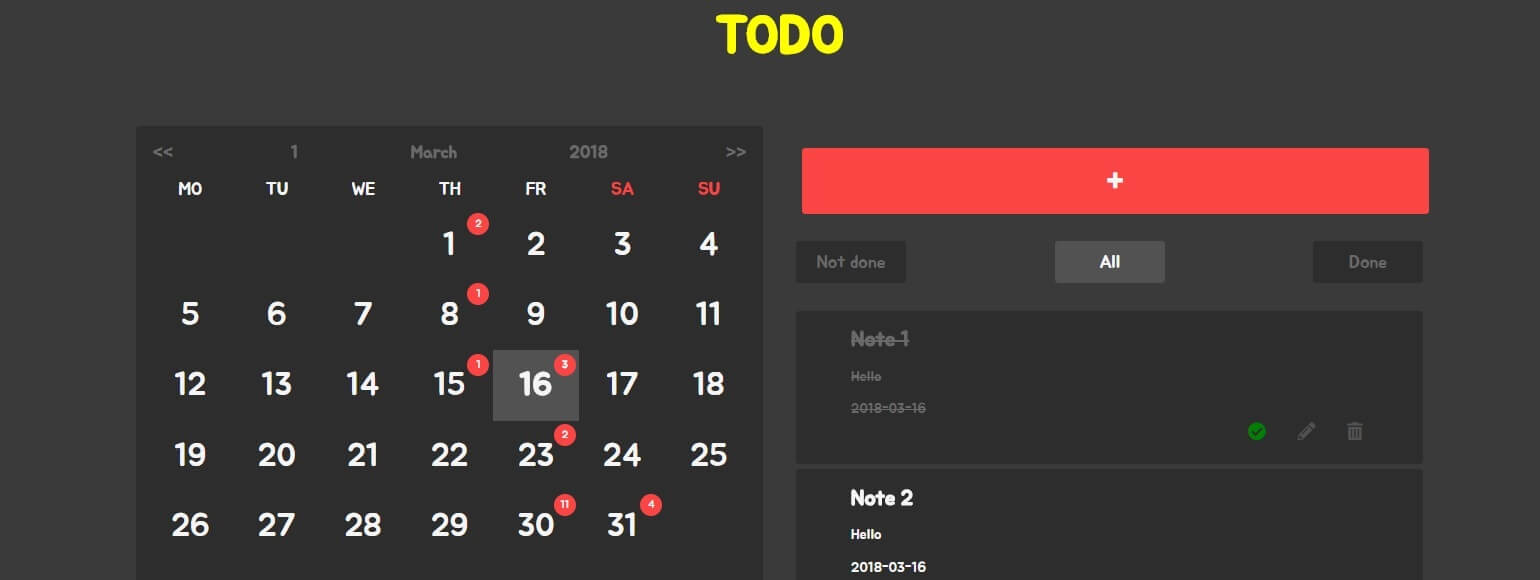 TODO
<< 1 March 2018 >>
MO TU WE TH FR SA SU
1 2 2 3 4
5 6 7 8 1 9 10 11
12 13 14 15 1 16 3 17 18
19 20 21 22 23 2 24 25
26 27 28 29 30 11 31 4
+
Not done All Done
Note 1
Hello
2018-03-16
Note 2
Hello
2018-03-16